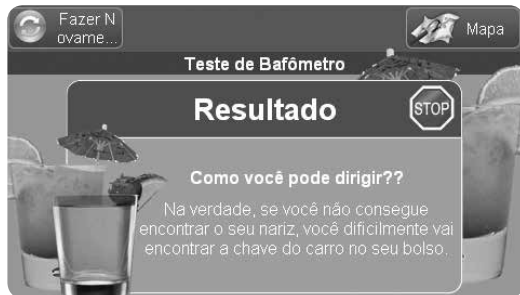 Fazer N
ovame...
Mapa
Teste de Bafômetro
Resultado
STOP
Como você pode dirigir??
Na verdade, se você não consegue
encontrar o seu nariz, você dificilmente vai
encontrar a chave do carro no seu bolso.